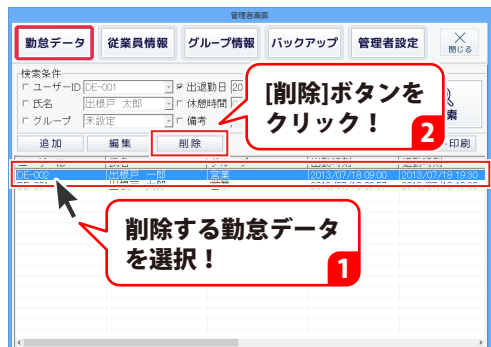 管理者画面
勤怠データ 従業員情報 グループ情報 バックアップ 管理者設定 閉じる
検索条件
ユーザーID DE-001 出退勤日 20
氏名 出根戸 太郎 休憩時間
グループ 未設定 備考 索
[削除]ボタンを
クリック！
2
追加 編集 削除 印刷
DE-002 出根戸 一郎 営業 2013/07/18 09:00 2013/07/18 19:30
削除する勤怠データ
を選択！
1